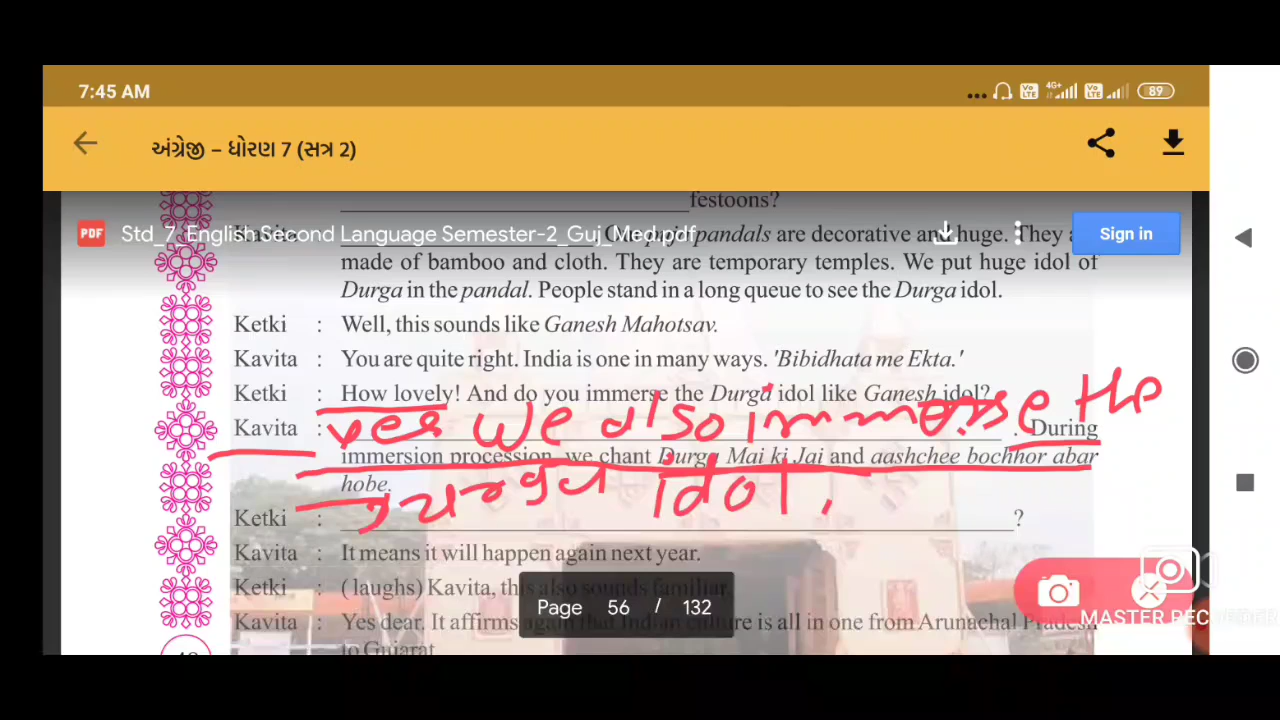 7:45 AM
4G+
89
અંગ્રેજી – ધોરણ 7 (સત્ર 2)
festoons?
PDF Std_7_English Second Language Semester-2_Guj_Med.pdf
Sign in
pandals are decorative and huge. They
made of bamboo and cloth. They are temporary temples. We put huge idol of
Durga in the pandal. People stand in a long queue to see the Durga idol.
Ketki : Well, this sounds like Ganesh Mahotsav.
Kavita : You are quite right. India is one in many ways. 'Bibidhata me Ekta.'
Ketki : How lovely! And do you immerse the Durga idol like Ganesh idol?
yes we also immerse the
Kavita : . During
immersion procession, we chant Durga Mai ki Jai and aashchee bochhor abar
hobe.
idol.
Ketki : ?
Kavita : It means it will happen again next year.
Ketki : ( laughs) Kavita, this also sounds familiar.
Page 56 / 132
MASTER RECORDER
Kavita : Yes dear. It affirms again that Indian culture is all in one from Arunachal Pradesh
to Gujarat